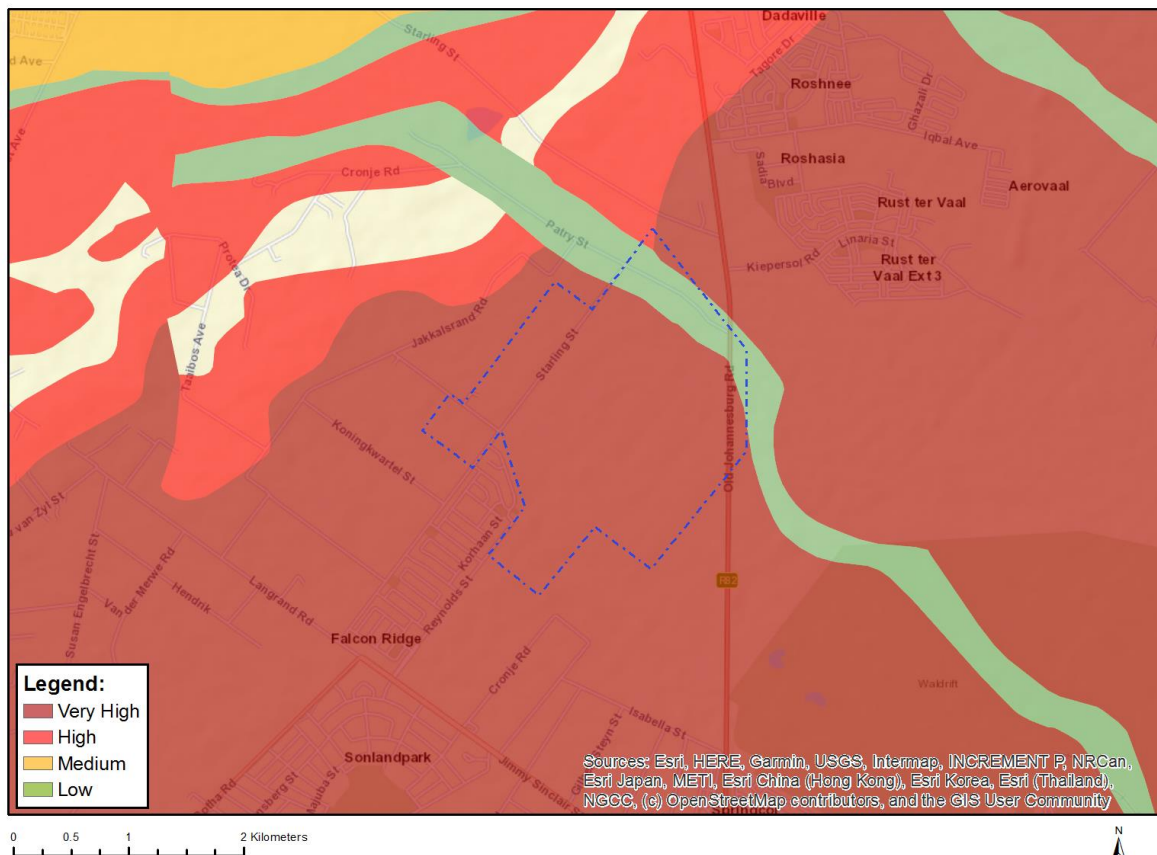 Dadaville
Starling St
Tagore Dr
d Ave
Roshnee
Ghazali Dr
Iqbal Ave
Roshasia
Sadia
Blvd
Aerovaal
Cronje Rd
Rust ter Vaal
Patry St
Linaria St
Kiepersol Rd
Rust ter
Vaal Ext 3
Protea Dr
Jakkalsrand Rd
Taaibos Ave
Starling St
Old Johannesburg Rd
Koningkwartel St
van Zyl St
Korhaan St
Susan Engelbrecht St
Van der Merwe Rd
Hendrik
Langrand Rd
Reynolds St
R82
Falcon Ridge
Cronje Rd
Waldrift
Isabella St
Sonlandpark
Jimmy Sinclair
Legend:
Very High
High
Medium
Low
Sources: Esri, HERE, Garmin, USGS, Intermap, INCREMENT P, NRCan,
Esri Japan, METI, Esri China (Hong Kong), Esri Korea, Esri (Thailand),
NGCC, (c) OpenStreetMap contributors, and the GIS User Community
0 0.5 1 2 Kilometers
N